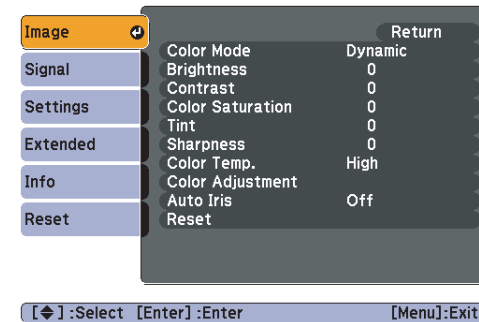 Image
Signal
Settings
Extended
Info
Reset
Return
Color Mode Dynamic
Brightness 0
Contrast 0
Color Saturation 0
Tint 0
Sharpness 0
Color Temp. High
Color Adjustment
Auto Iris Off
Reset
[◆] :Select [Enter] :Enter [Menu]:Exit